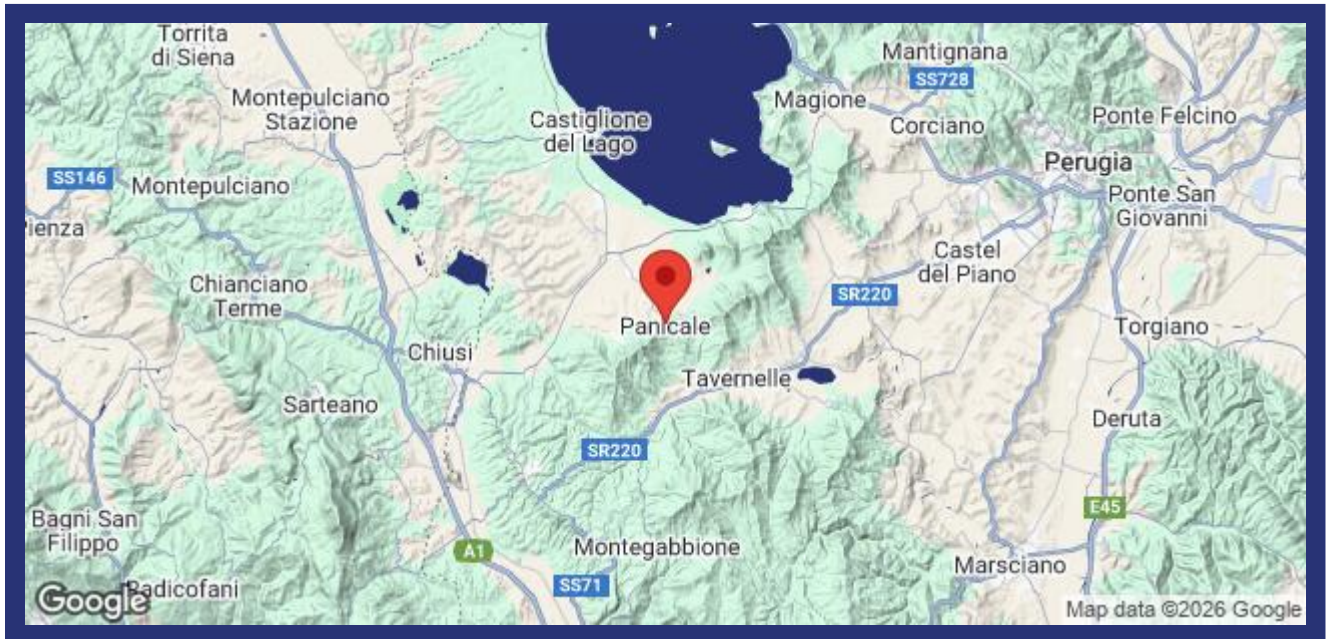 Torrita
di Siena
Mantignana
SS728
Montepulciano
Stazione
Magione
Castiglione
del Lago
Corciano
Ponte Felcino
Perugia
SS146
Montepulciano
Ponte San
Giovanni
ienza
Castel
del Piano
Chianciano
Terme
SR220
Panicale
Torgiano
Chiusi
Tavernelle
Sarteano
Deruta
SR220
E45
Bagni San
Filippo
A1
Montegabbione
Marsciano
SS71
Radicofani
Google
Map data ©2026 Google